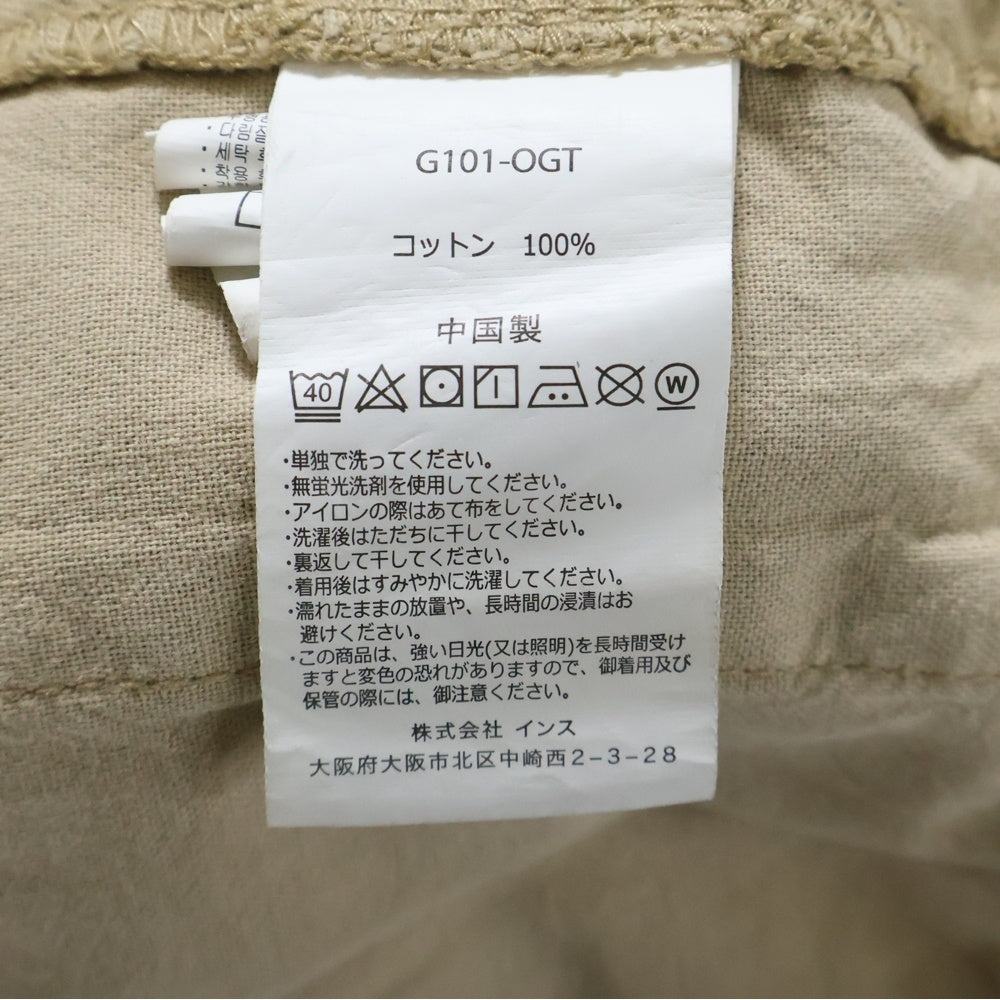 G101-OGT
コットン 100%
中国製
40
W
・単独で洗ってください。
・無蛍光洗剤を使用してください。
・アイロンの際はあて布をしてください。
・洗濯後はただちに干してください。
・裏返して干してください。
・着用後はすみやかに洗濯してください。
・濡れたままの放置や、長時間の浸漬はお
避けください。
・この商品は、強い日光(又は照明)を長時間受け
ますと変色の恐れがありますので、御着用及び
保管の際には、御注意ください。
株式会社 インス
大阪府大阪市北区中崎西2-3-28
・다림질
・세탁
・착용